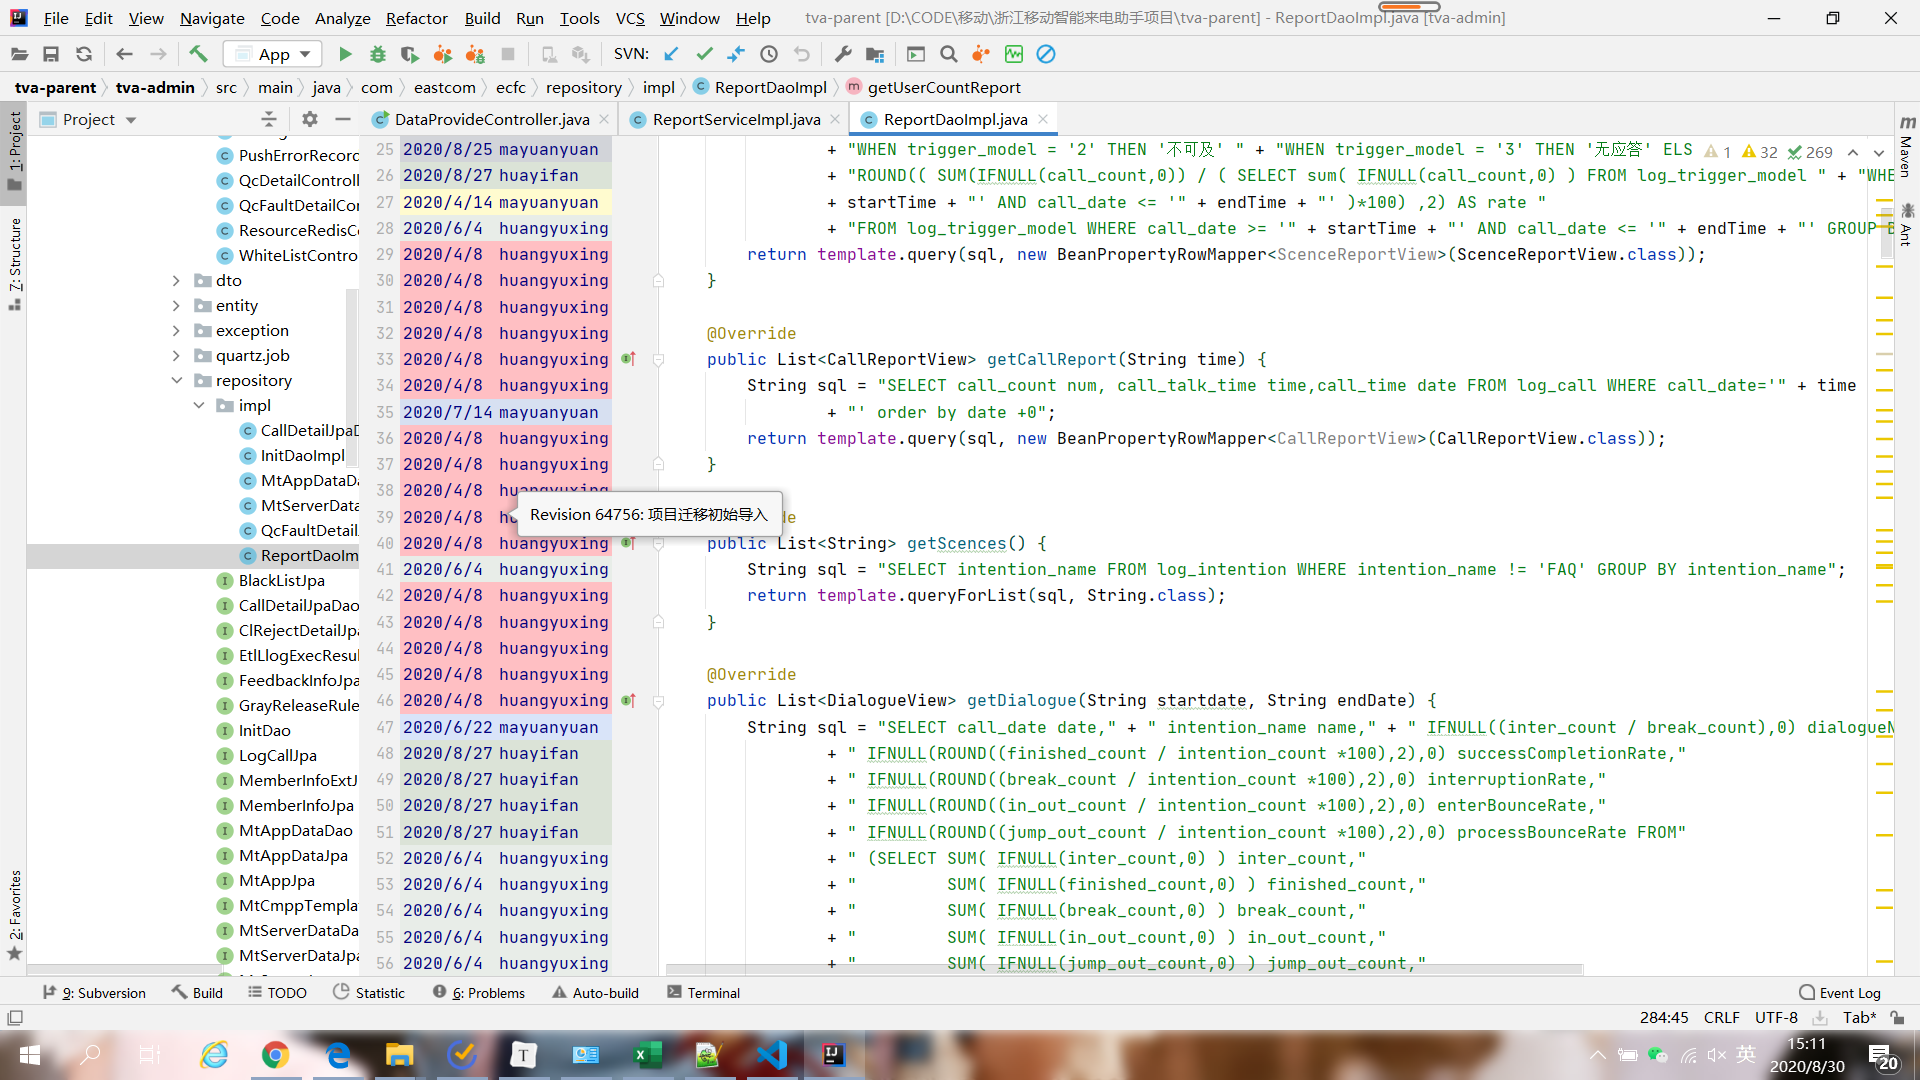 File Edit View Navigate Code Analyze Refactor Build Run Tools VCS Window Help tva-parent [D:\CODE\移动\浙江移动智能来电助手项目\tva-parent] - ReportDaoImpl.java [tva-admin]
App SVN:
tva-parent tva-admin src main java com eastcom ecfc repository impl ReportDaoImpl getUserCountReport
Project DataProvideController.java ReportServiceImpl.java ReportDaoImpl.java
1: Project
7: Structure
2: Favorites
Maven
Ant
PushErrorRecord
QcDetailControll
QcFaultDetailCo
ResourceRedisC
WhiteListContro
dto
entity
exception
quartz.job
repository
impl
CallDetailJpaD
InitDaoImpl
MtAppDataDa
MtServerData
QcFaultDetail
ReportDaoIm
BlackListJpa
CallDetailJpaDao
ClRejectDetailJpa
EtlLlogExecResul
FeedbackInfoJpa
GrayReleaseRule
InitDao
LogCallJpa
MemberInfoExtJ
MemberInfoJpa
MtAppDataDao
MtAppDataJpa
MtAppJpa
MtCmppTempla
MtServerDataDa
MtServerDataJpa
25 2020/8/25 mayuanyuan + "WHEN trigger_model = '2' THEN '不可及' " + "WHEN trigger_model = '3' THEN '无应答' ELS 1 32 269
26 2020/8/27 huayifan + "ROUND(( SUM(IFNULL(call_count,0)) / ( SELECT sum( IFNULL(call_count,0) ) FROM log_trigger_model " + "WHE
27 2020/4/14 mayuanyuan + startTime + "' AND call_date <= '" + endTime + "' )*100) ,2) AS rate "
28 2020/6/4 huangyuxing + "FROM log_trigger_model WHERE call_date >= '" + startTime + "' AND call_date <= '" + endTime + "' GROUP B
29 2020/4/8 huangyuxing return template.query(sql, new BeanPropertyRowMapper<ScenceReportView>(ScenceReportView.class));
30 2020/4/8 huangyuxing }
31 2020/4/8 huangyuxing
32 2020/4/8 huangyuxing @Override
33 2020/4/8 huangyuxing public List<CallReportView> getCallReport(String time) {
34 2020/4/8 huangyuxing String sql = "SELECT call_count num, call_talk_time time,call_time date FROM log_call WHERE call_date='" + time
35 2020/7/14 mayuanyuan + "' order by date +0";
36 2020/4/8 huangyuxing return template.query(sql, new BeanPropertyRowMapper<CallReportView>(CallReportView.class));
37 2020/4/8 huangyuxing }
38 2020/4/8 huangyuxing
39 2020/4/8 hu Revision 64756: 项目迁移初始导入 de
40 2020/4/8 huangyuxing public List<String> getScences() {
41 2020/6/4 huangyuxing String sql = "SELECT intention_name FROM log_intention WHERE intention_name != 'FAQ' GROUP BY intention_name";
42 2020/4/8 huangyuxing return template.queryForList(sql, String.class);
43 2020/4/8 huangyuxing }
44 2020/4/8 huangyuxing
45 2020/4/8 huangyuxing @Override
46 2020/4/8 huangyuxing public List<DialogueView> getDialogue(String startdate, String endDate) {
47 2020/6/22 mayuanyuan String sql = "SELECT call_date date," + " intention_name name," + " IFNULL((inter_count / break_count),0) dialogueN
48 2020/8/27 huayifan + " IFNULL(ROUND((finished_count / intention_count *100),2),0) successCompletionRate,"
49 2020/8/27 huayifan + " IFNULL(ROUND((break_count / intention_count *100),2),0) interruptionRate,"
50 2020/8/27 huayifan + " IFNULL(ROUND((in_out_count / intention_count *100),2),0) enterBounceRate,"
51 2020/8/27 huayifan + " IFNULL(ROUND((jump_out_count / intention_count *100),2),0) processBounceRate FROM"
52 2020/6/4 huangyuxing + " (SELECT SUM( IFNULL(inter_count,0) ) inter_count,"
53 2020/6/4 huangyuxing + " SUM( IFNULL(finished_count,0) ) finished_count,"
54 2020/6/4 huangyuxing + " SUM( IFNULL(break_count,0) ) break_count,"
55 2020/6/4 huangyuxing + " SUM( IFNULL(in_out_count,0) ) in_out_count,"
56 2020/6/4 huangyuxing + " SUM( IFNULL(jump_out_count,0) ) jump_out_count,"
9: Subversion Build TODO Statistic 6: Problems Auto-build Terminal Event Log
284:45 CRLF UTF-8 Tab*
英 15:11
2020/8/30 20